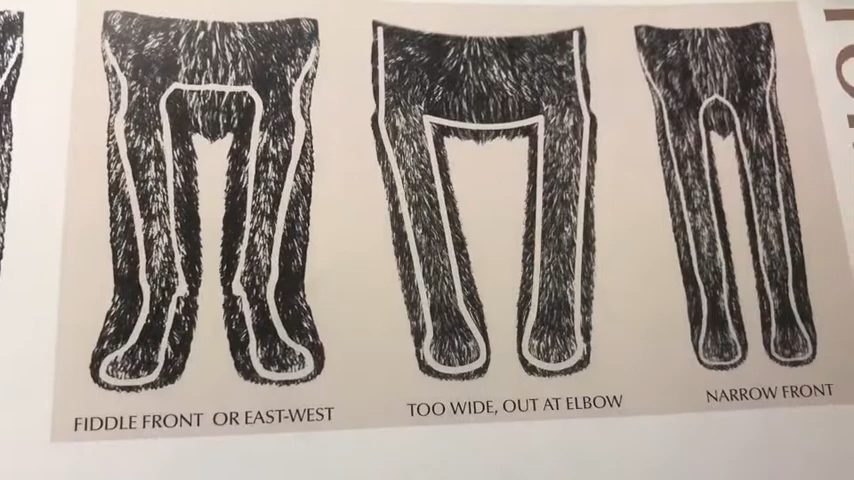 FIDDLE FRONT OR EAST-WEST
TOO WIDE, OUT AT ELBOW
NARROW FRONT